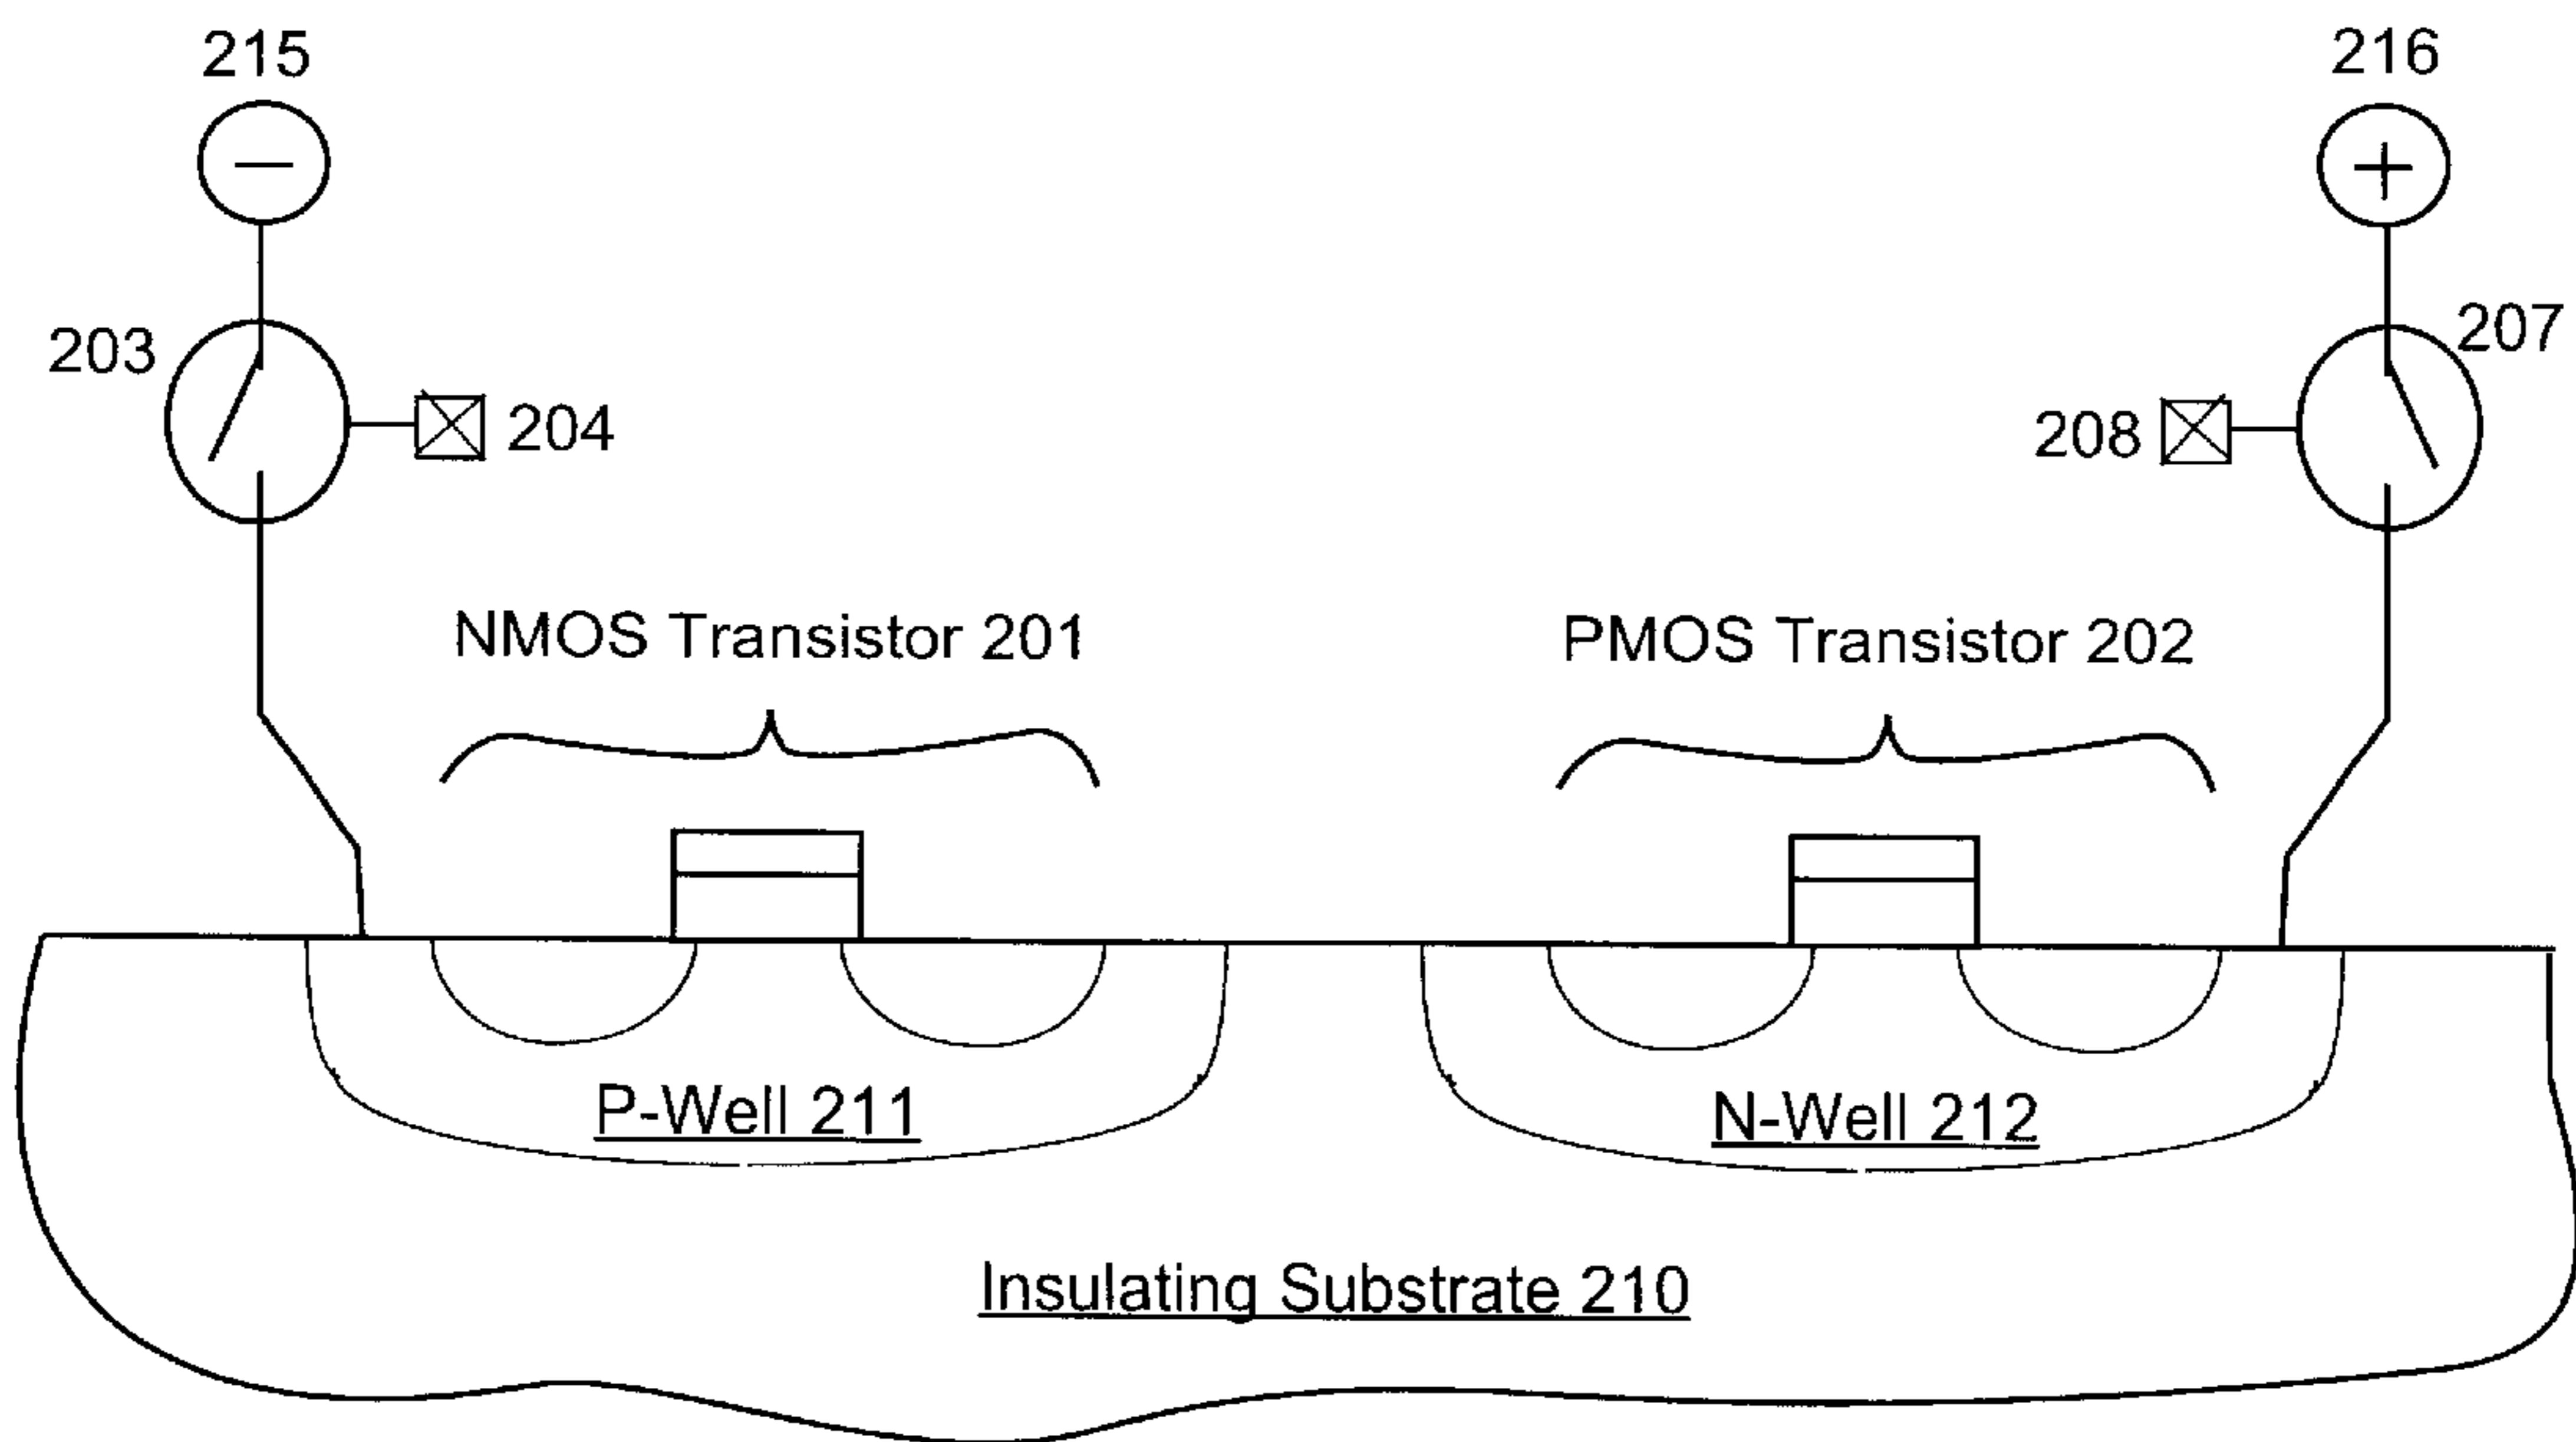 215
216
−
+
203
207
204
208
NMOS Transistor 201
PMOS Transistor 202
P-Well 211
N-Well 212
Insulating Substrate 210